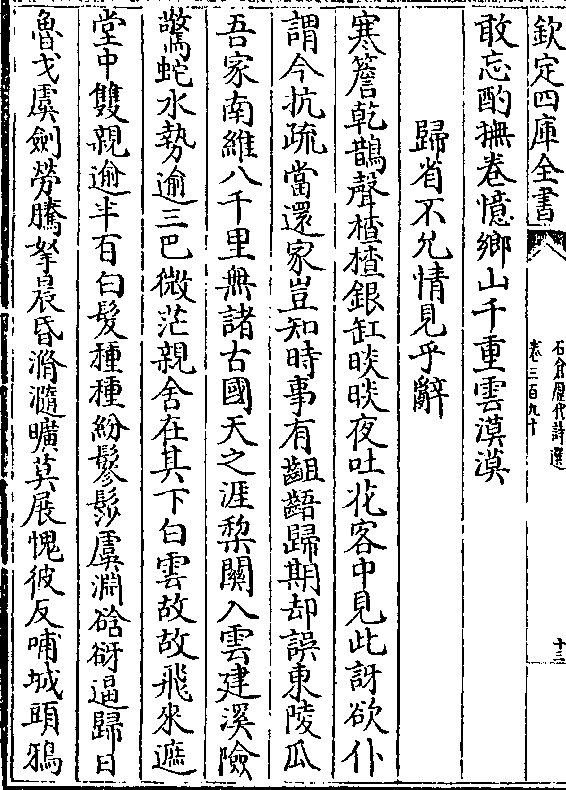 欽定四庫全書
石倉歷代詩選
卷三百九十
十三
敢忘酌撫卷憶鄉山千重雲漠漠
歸省不允情見乎辭
寒簷乾鵲聲楂楂銀缸晱晱夜吐花客中見此訝欲仆
謂今抗疏當還家豈知時事有齟齬歸期却誤東陵瓜
吾家南維八千里無諸古國天之涯棃關入雲建溪險
驚蛇水勢逾三巴微茫親舍在其下白雲故故飛來遮
堂中雙親逾半百白髮種種紛鬖髿虞淵硌砑逼歸日
魯戈虞劒勞騰拏晨昏滫瀡曠莫展愧彼反哺城頭鴉